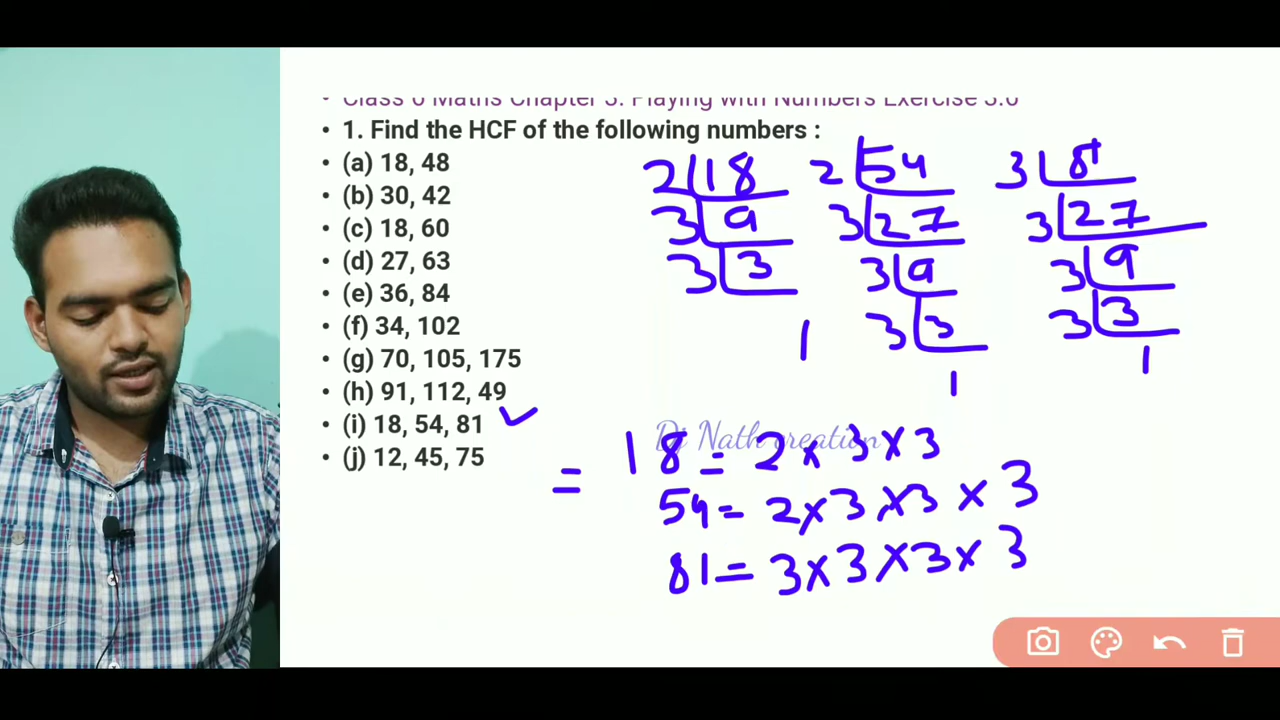 Class 6 Maths Chapter 3: Playing with Numbers Exercise 3.6
1. Find the HCF of the following numbers :
(a) 18, 48
(b) 30, 42
(c) 18, 60
(d) 27, 63
(e) 36, 84
(f) 34, 102
(g) 70, 105, 175
(h) 91, 112, 49
(i) 18, 54, 81
(j) 12, 45, 75
2 18
3 9
3 3
1
2 54
3 27
3 9
3 3
1
3 81
3 27
3 9
3 3
1
Dj Nath creation
= 18 = 2 × 3 × 3
54 = 2 × 3 × 3 × 3
81 = 3 × 3 × 3 × 3